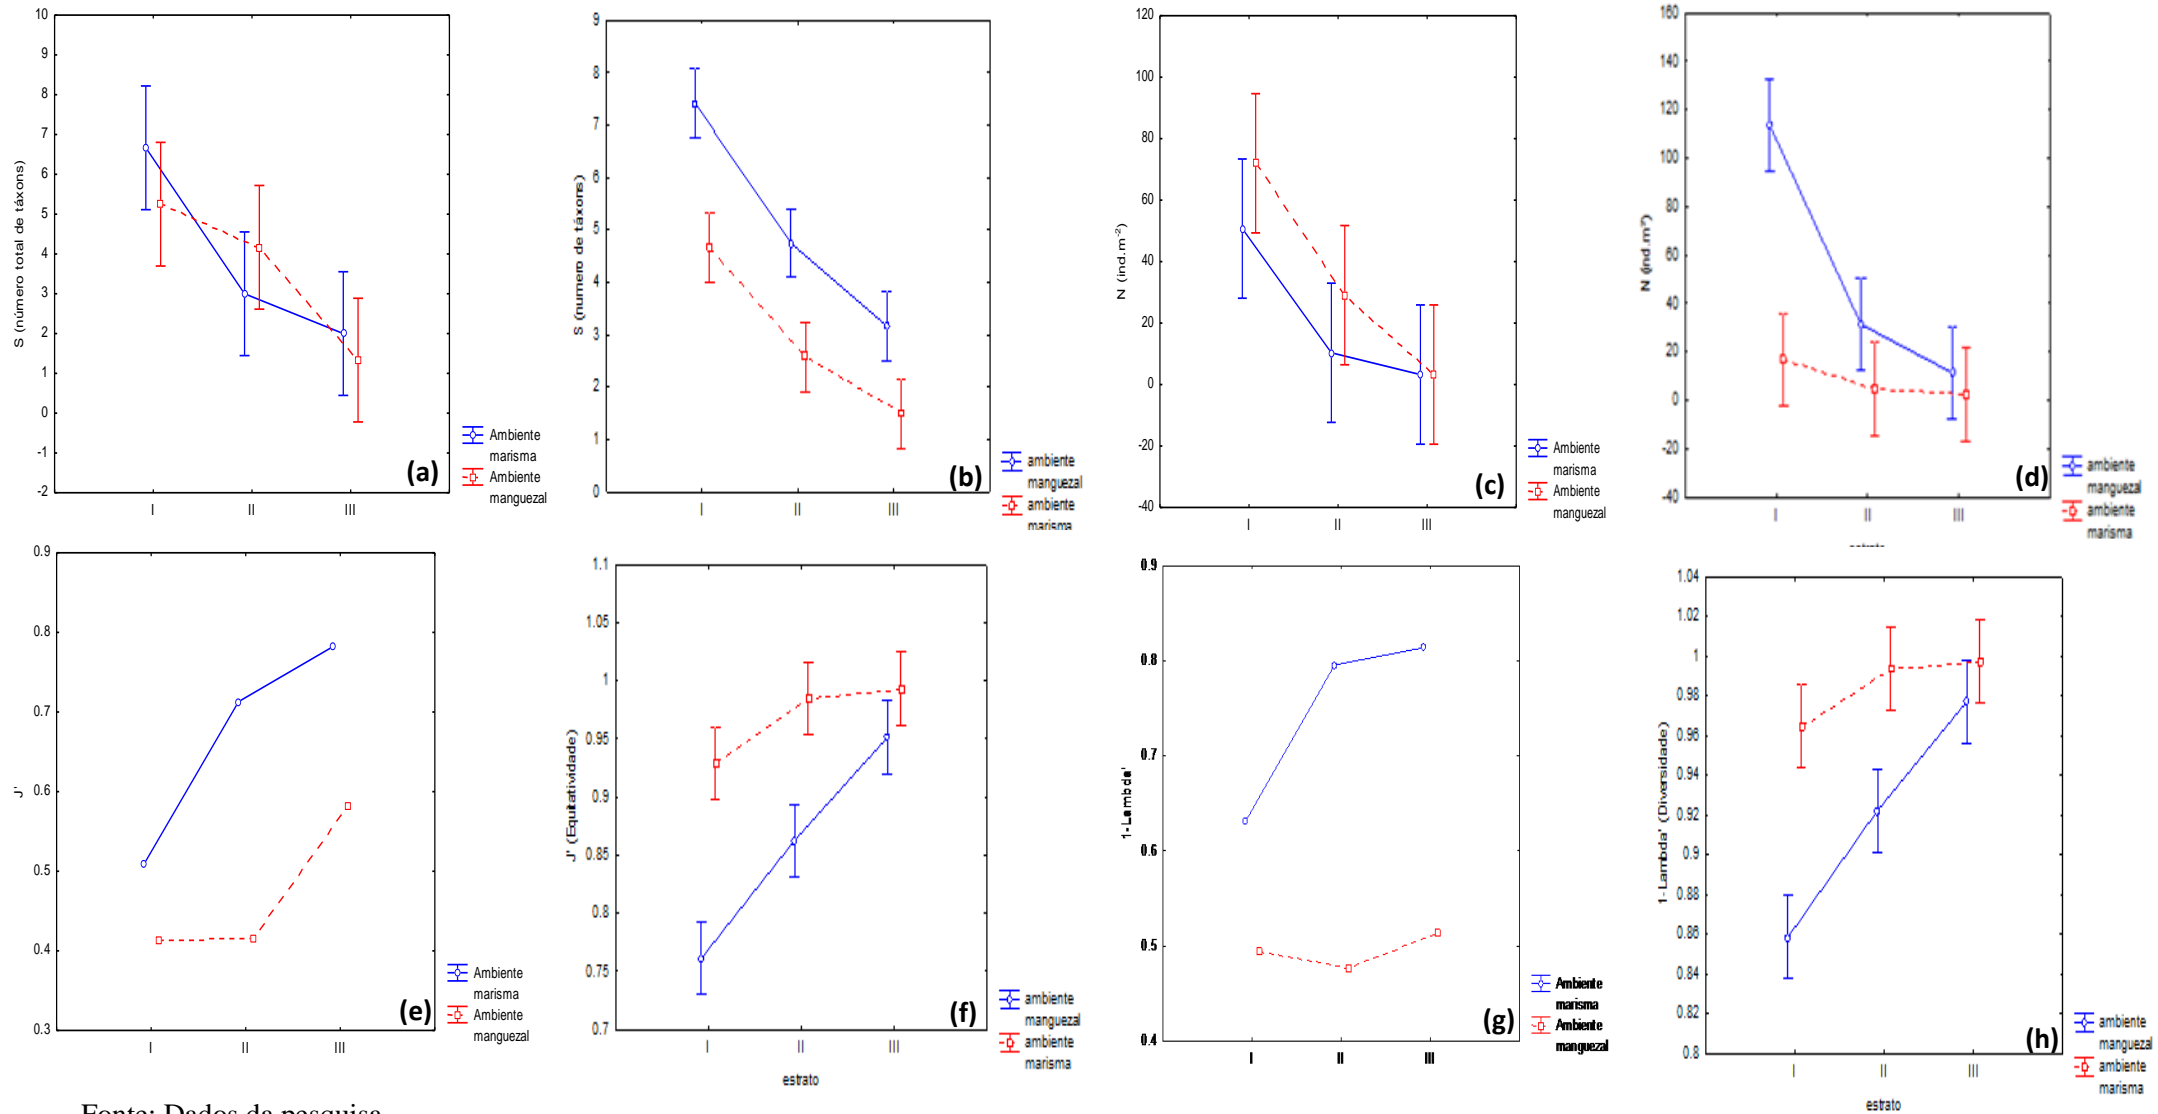 10
9
8
7
6
5
4
3
2
1
0
-1
-2
S (número total de táxons)
I II III
(a)
Ambiente
marisma
Ambiente
manguezal
9
8
7
6
5
4
3
2
1
0
S (numero de táxons)
I II III
(b)
ambiente
manguezal
ambiente
marisma
120
100
80
60
40
20
0
-20
-40
N (ind.m-2)
I II III
(c)
Ambiente
marisma
Ambiente
manguezal
160
140
120
100
80
60
40
20
0
-20
-40
N (ind.m²)
I II III
estrato
(d)
ambiente
manguezal
ambiente
marisma
0.9
0.8
0.7
0.6
0.5
0.4
0.3
J'
I II III
(e)
Ambiente
marisma
Ambiente
manguezal
1.1
1.05
1
0.95
0.9
0.85
0.8
0.75
0.7
J' (Equitatividade)
I II III
estrato
(f)
ambiente
manguezal
ambiente
marisma
0.9
0.8
0.7
0.6
0.5
0.4
1-Lambda'
I II III
(g)
Ambiente
marisma
Ambiente
manguezal
1.04
1.02
1
0.98
0.96
0.94
0.92
0.9
0.88
0.86
0.84
0.82
0.8
1-Lambda' (Diversidade)
I II III
estrato
(h)
ambiente
manguezal
ambiente
marisma
Fonte: Dados da pesquisa